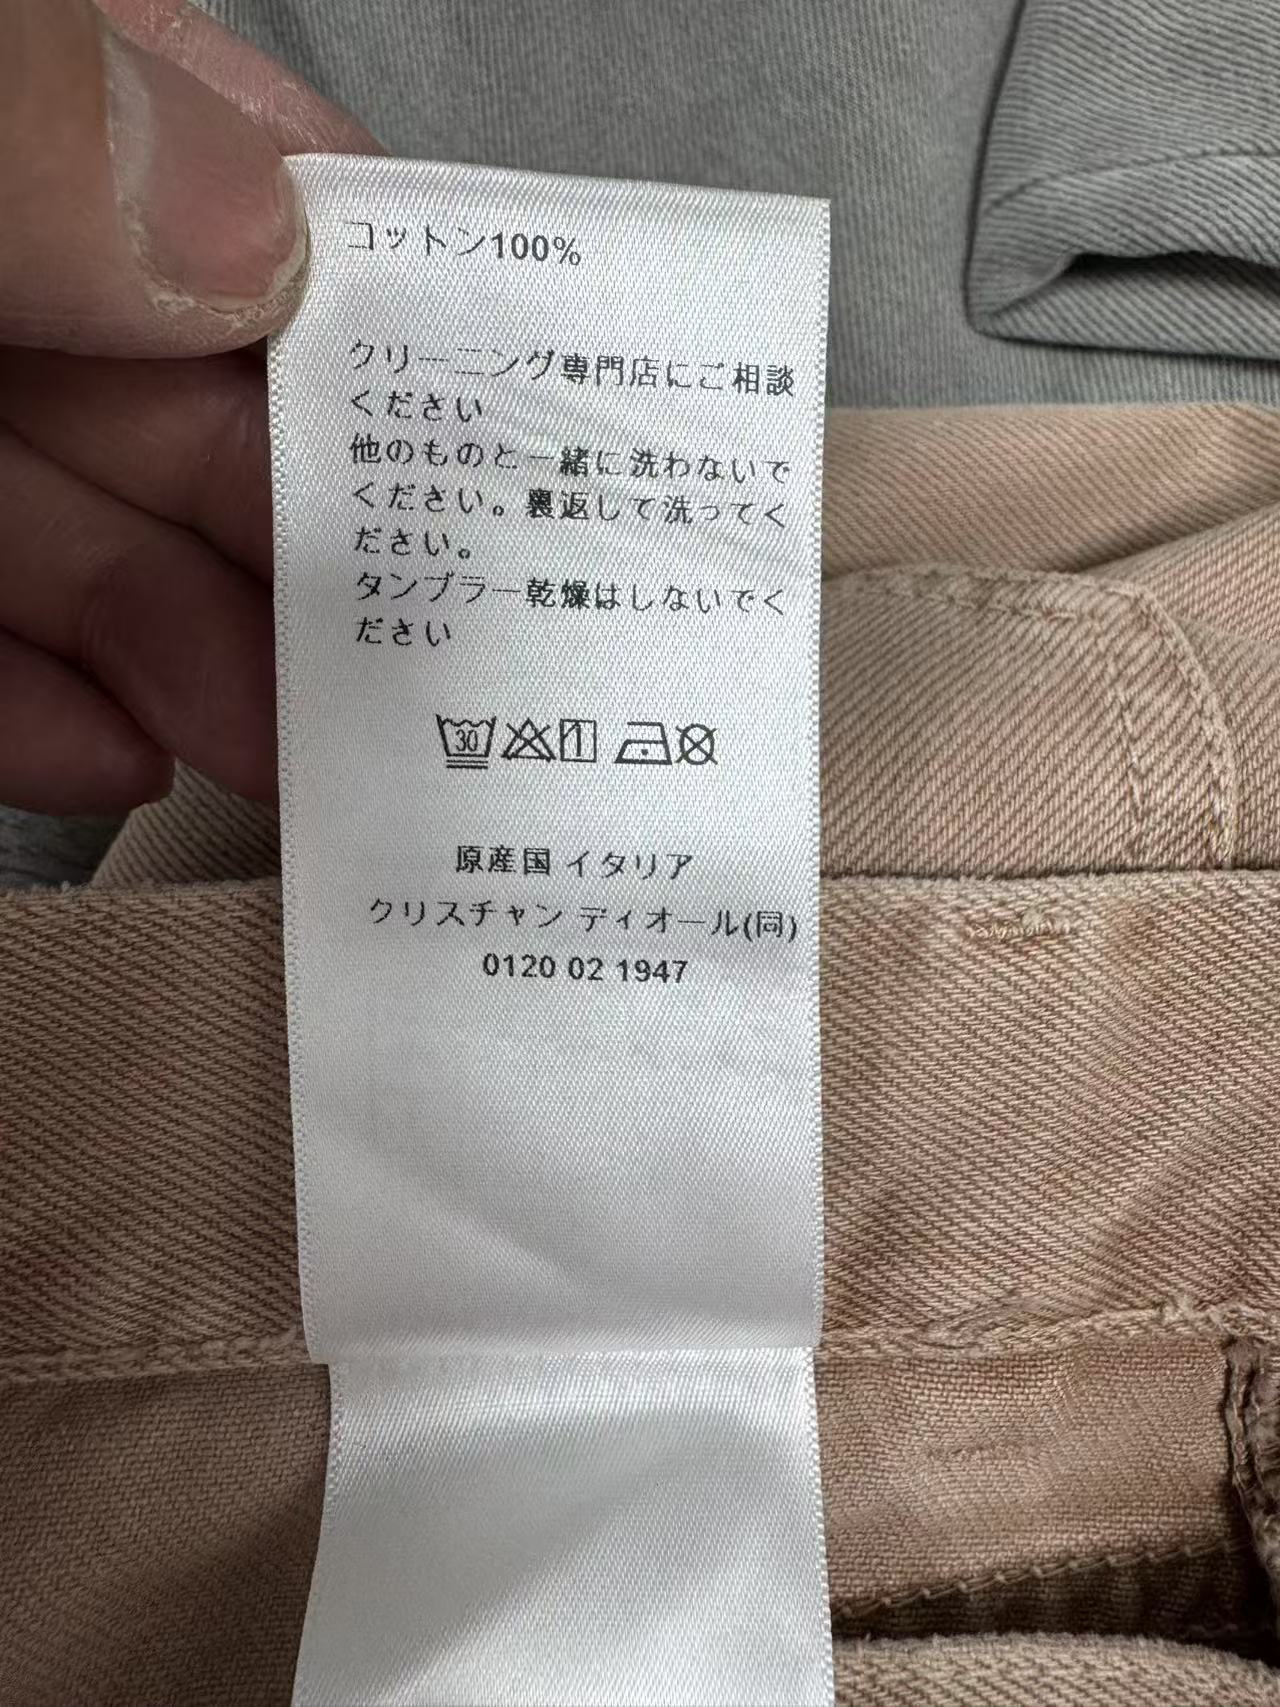 コットン100%
クリーニング専門店にご相談
ください
他のものと一緒に洗わないで
ください。裏返して洗ってく
ださい。
タンブラー乾燥はしないでく
ださい
30
原産国 イタリア
クリスチャン ディオール(同)
0120 02 1947